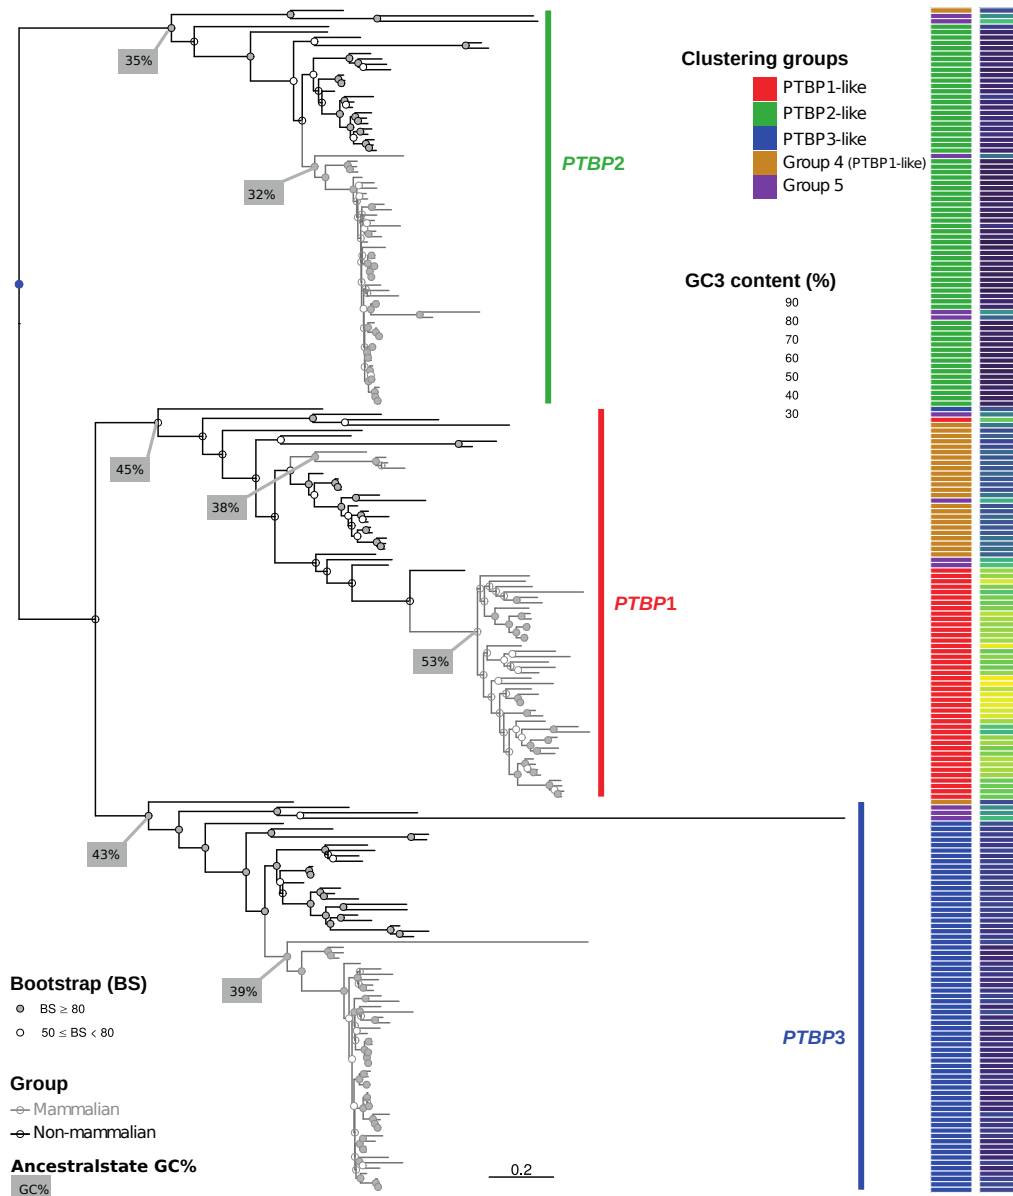 35%
Clustering groups
PTBP1-like
PTBP2-like
PTBP3-like
Group 4 (PTBP1-like)
Group 5
PTBP2
32%
GC3 content (%)
90
80
70
60
50
40
30
45%
38%
PTBP1
53%
43%
39%
PTBP3
Bootstrap (BS)
BS ≥ 80
50 ≤ BS < 80
Group
Mammalian
Non-mammalian
Ancestralstate GC%
GC%
0.2